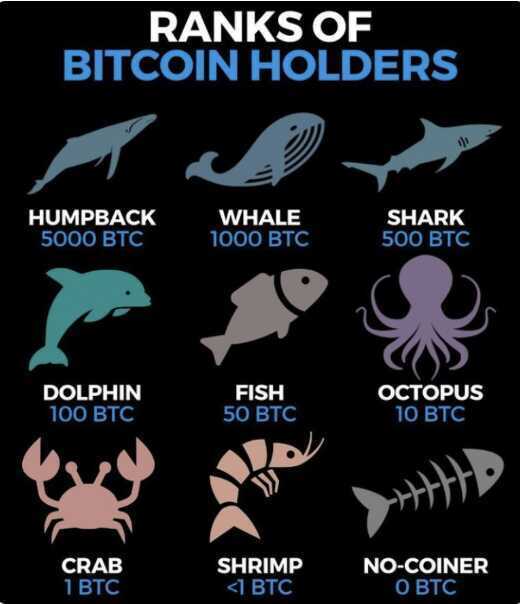 RANKS OF
BITCOIN HOLDERS
HUMPBACK
5000 BTC
WHALE
1000 BTC
SHARK
500 BTC
DOLPHIN
100 BTC
FISH
50 BTC
OCTOPUS
10 BTC
CRAB
1 BTC
SHRIMP
<1 BTC
NO-COINER
0 BTC